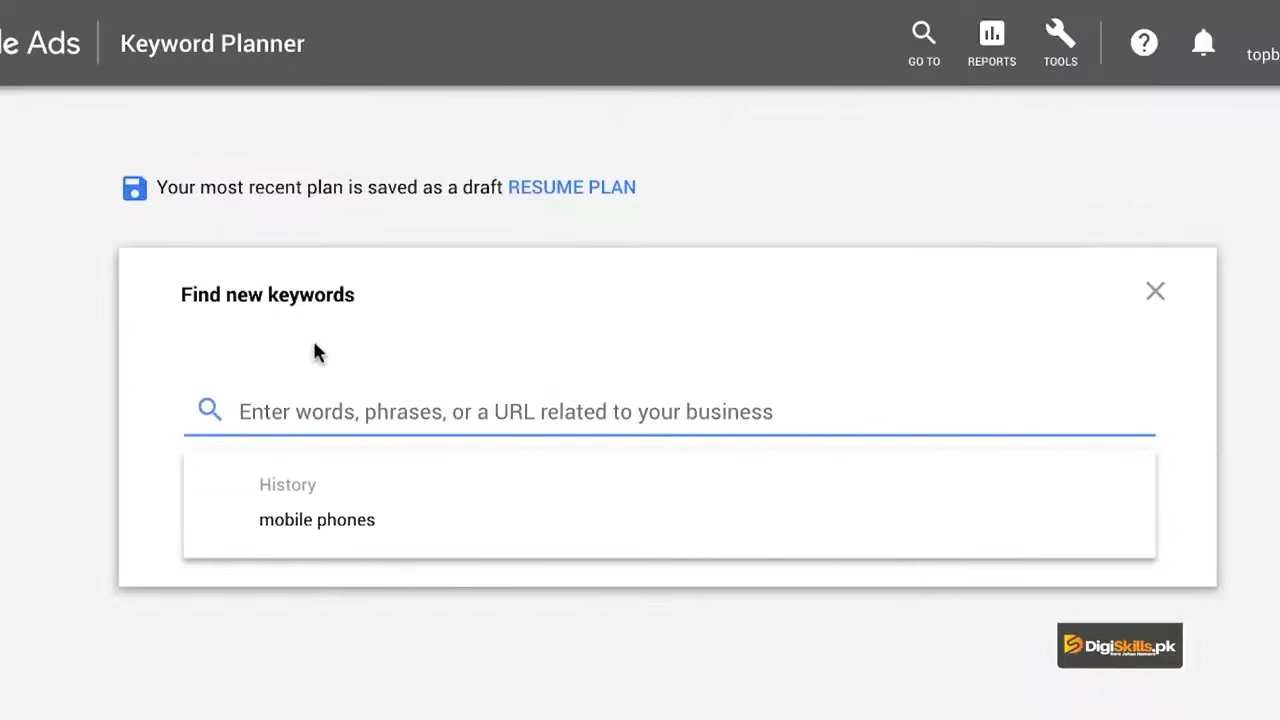 le Ads
Keyword Planner
GO TO
REPORTS
TOOLS
topb
Your most recent plan is saved as a draft RESUME PLAN
Find new keywords
Enter words, phrases, or a URL related to your business
History
mobile phones
DigiSkills.pk